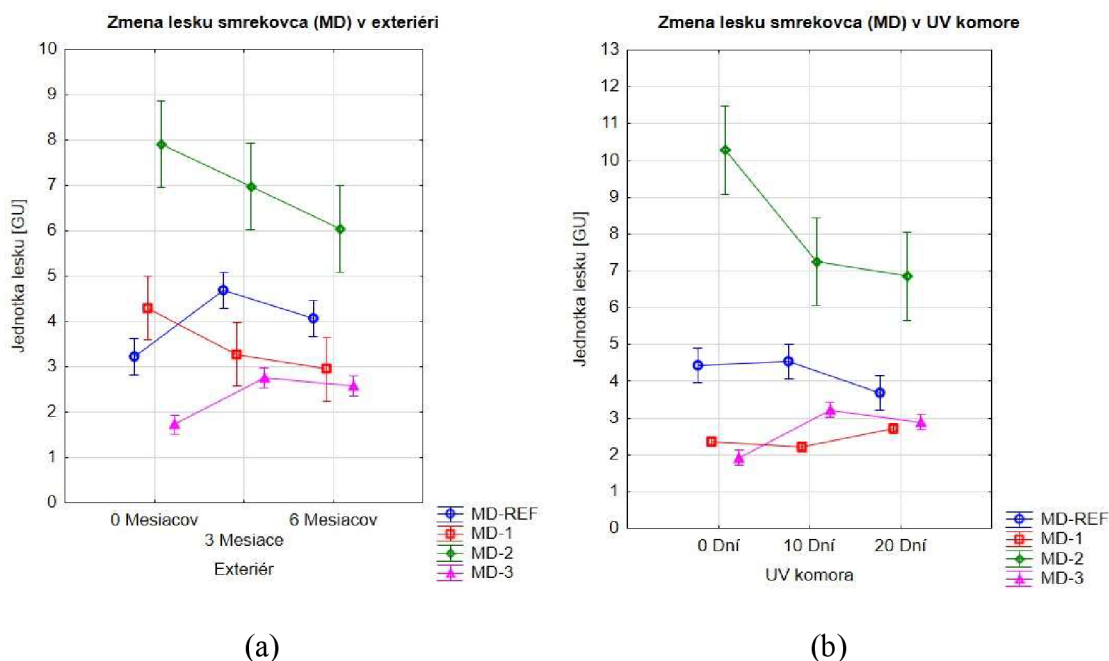 Zmena lesku smrekovca (MD) v exteriéri
Jednotka lesku [GU]
10
9
8
7
6
5
4
3
2
1
0
0 Mesiacov
3 Mesiace
6 Mesiacov
Exteriér
MD-REF
MD-1
MD-2
MD-3
(a)
Zmena lesku smrekovca (MD) v UV komore
Jednotka lesku [GU]
13
12
11
10
9
8
7
6
5
4
3
2
1
0
0 Dní
10 Dní
20 Dní
UV komora
MD-REF
MD-1
MD-2
MD-3
(b)